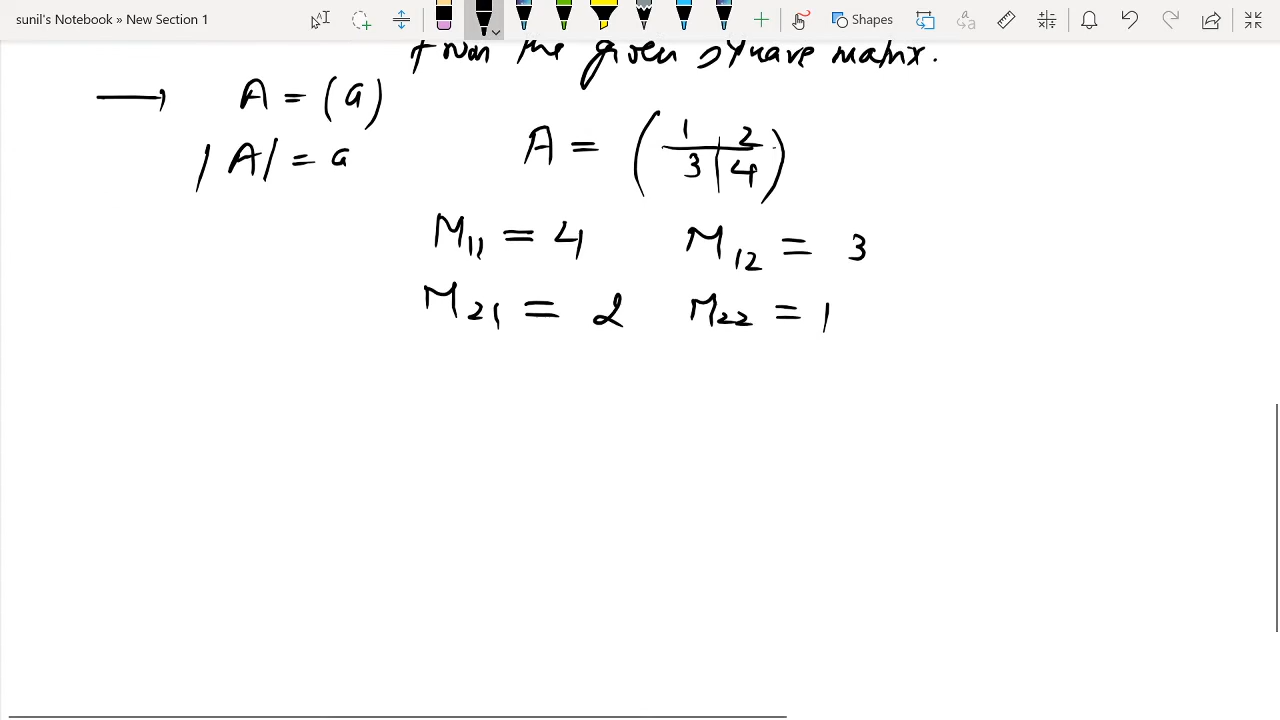 sunil's Notebook » New Section 1
Shapes
from the given square matrix.
⟶ A = (a)
|A| = a
A = ( 1 2
3 4 )
M₁₁ = 4 M₁₂ = 3
M₂₁ = 2 M₂₂ = 1